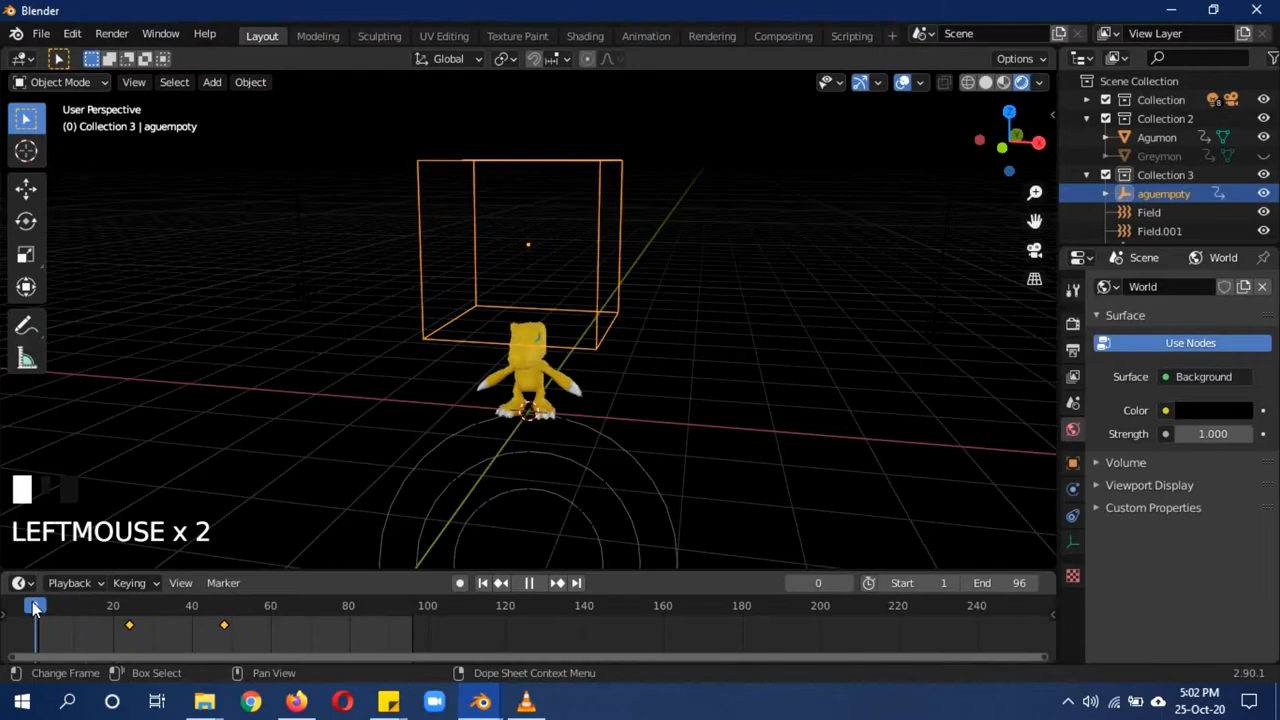 Blender
File Edit Render Window Help
Layout Modeling Sculpting UV Editing Texture Paint Shading Animation Rendering Compositing Scripting
Scene
View Layer
Global
Options
Object Mode View Select Add Object
User Perspective
(0) Collection 3 | aguempoty
X
Scene Collection
Collection
8
Collection 2
Agumon
Greymon
Collection 3
aguempoty
Field
Field.001
Scene World
World
Surface
Use Nodes
Surface Background
Color
Strength 1.000
Volume
Viewport Display
Custom Properties
LEFTMOUSE x 2
Playback Keying View Marker
0 Start 1 End 96
20 40 60 80 100 120 140 160 180 200 220 240
Change Frame Box Select Pan View Dope Sheet Context Menu 2.90.1
5:02 PM
25-Oct-20